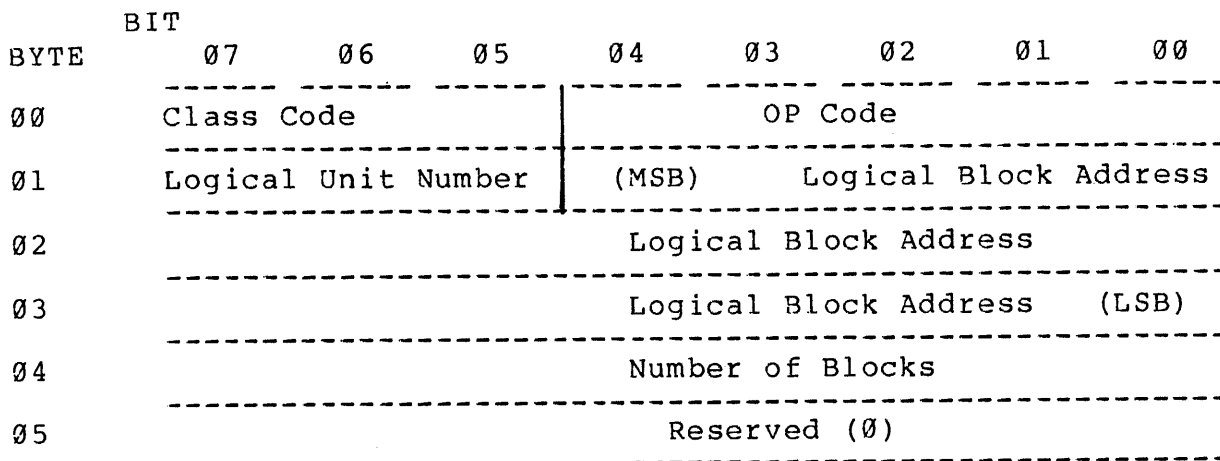 BIT
BYTE 07 06 05 04 03 02 01 00
00 Class Code OP Code
01 Logical Unit Number (MSB) Logical Block Address
02 Logical Block Address
03 Logical Block Address (LSB)
04 Number of Blocks
05 Reserved (0)